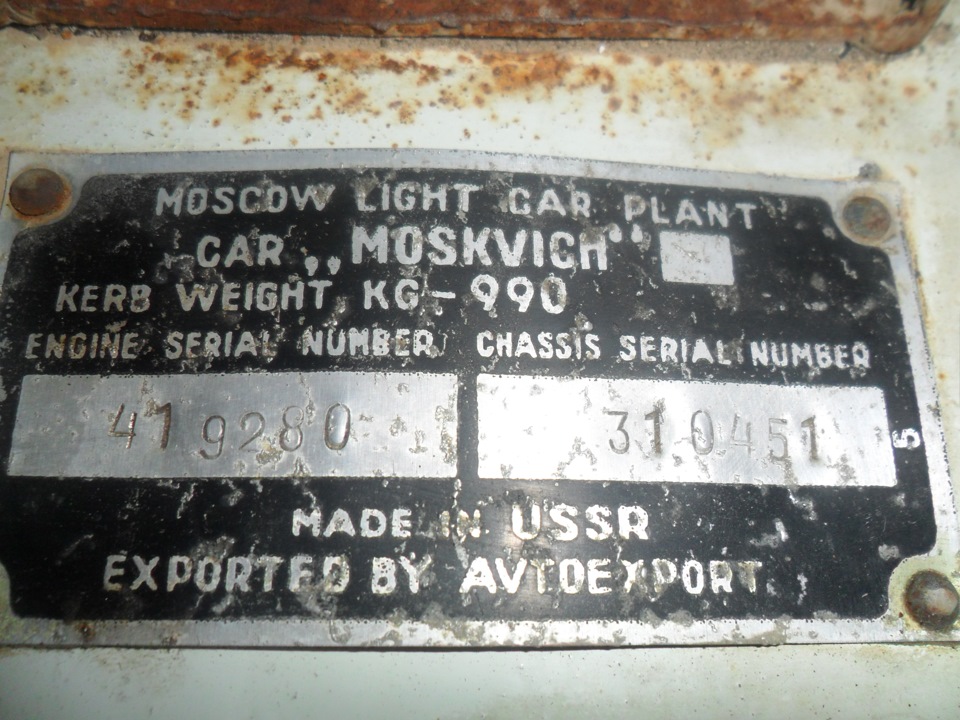 MOSCOW LIGHT CAR PLANT
CAR „MOSKVICH“
KERB WEIGHT, KG-990
ENGINE SERIAL NUMBER CHASSIS SERIAL NUMBER
419280 310451
5
MADE IN USSR
EXPORTED BY AVTOEXPORT